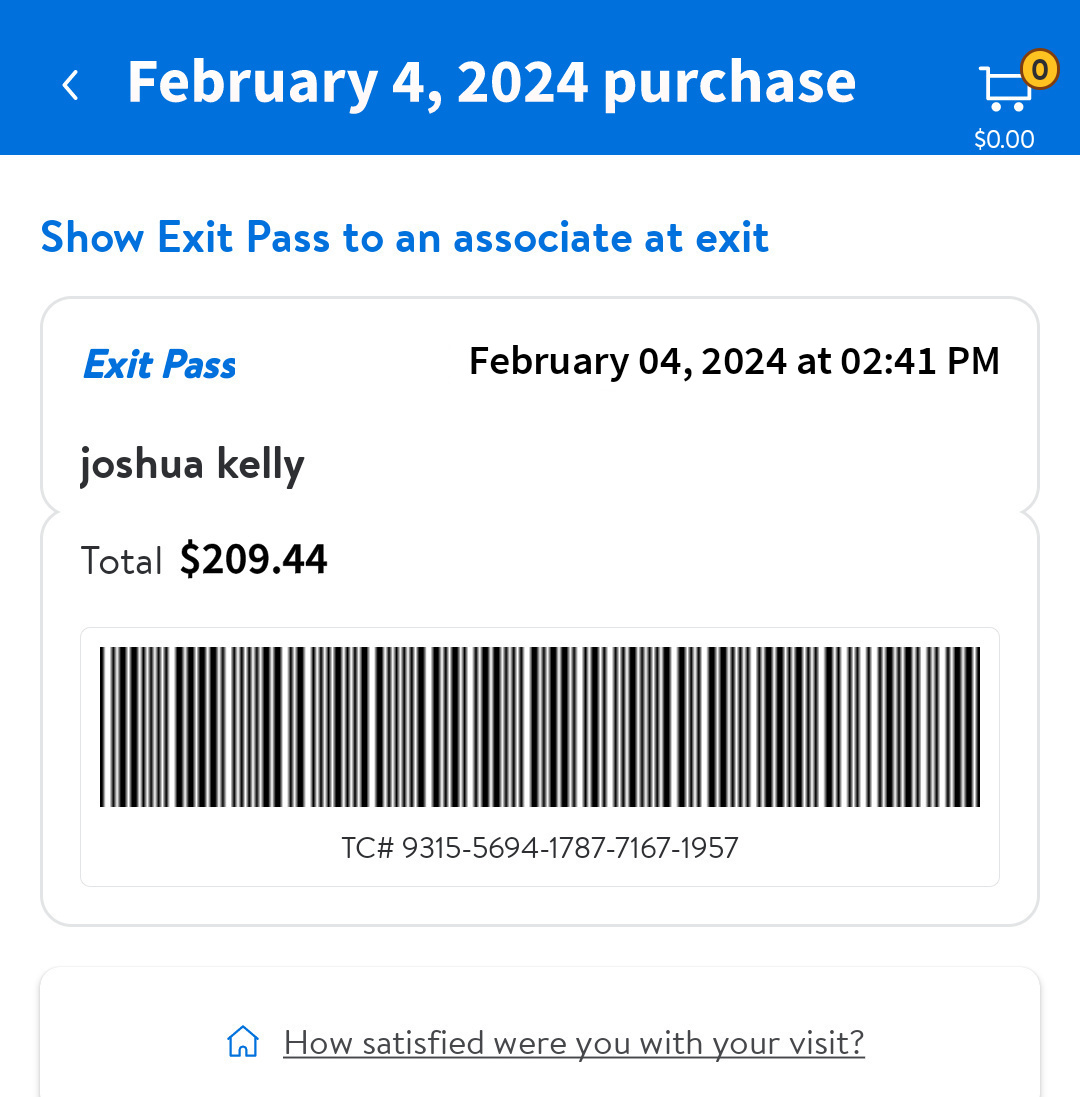 February 4, 2024 purchase
0
$0.00
Show Exit Pass to an associate at exit
Exit Pass
February 04, 2024 at 02:41 PM
joshua kelly
Total $209.44
TC# 9315-5694-1787-7167-1957
How satisfied were you with your visit?